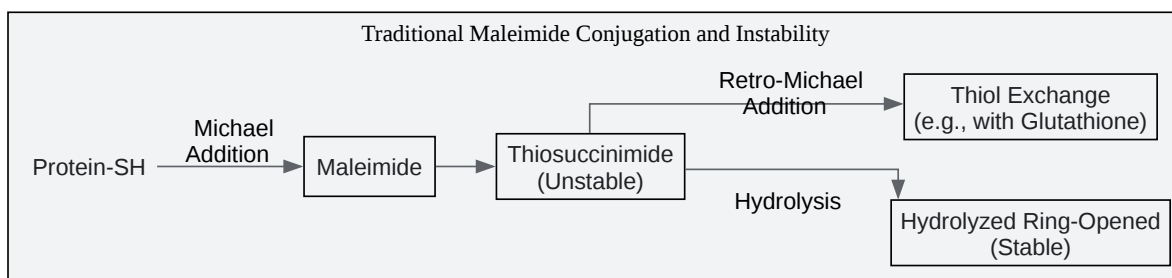 Traditional Maleimide Conjugation and Instability
Protein-SH
Michael
Addition
Maleimide
Thiosuccinimide
(Unstable)
Retro-Michael
Addition
Thiol Exchange
(e.g., with Glutathione)
Hydrolysis
Hydrolyzed Ring-Opened
(Stable)